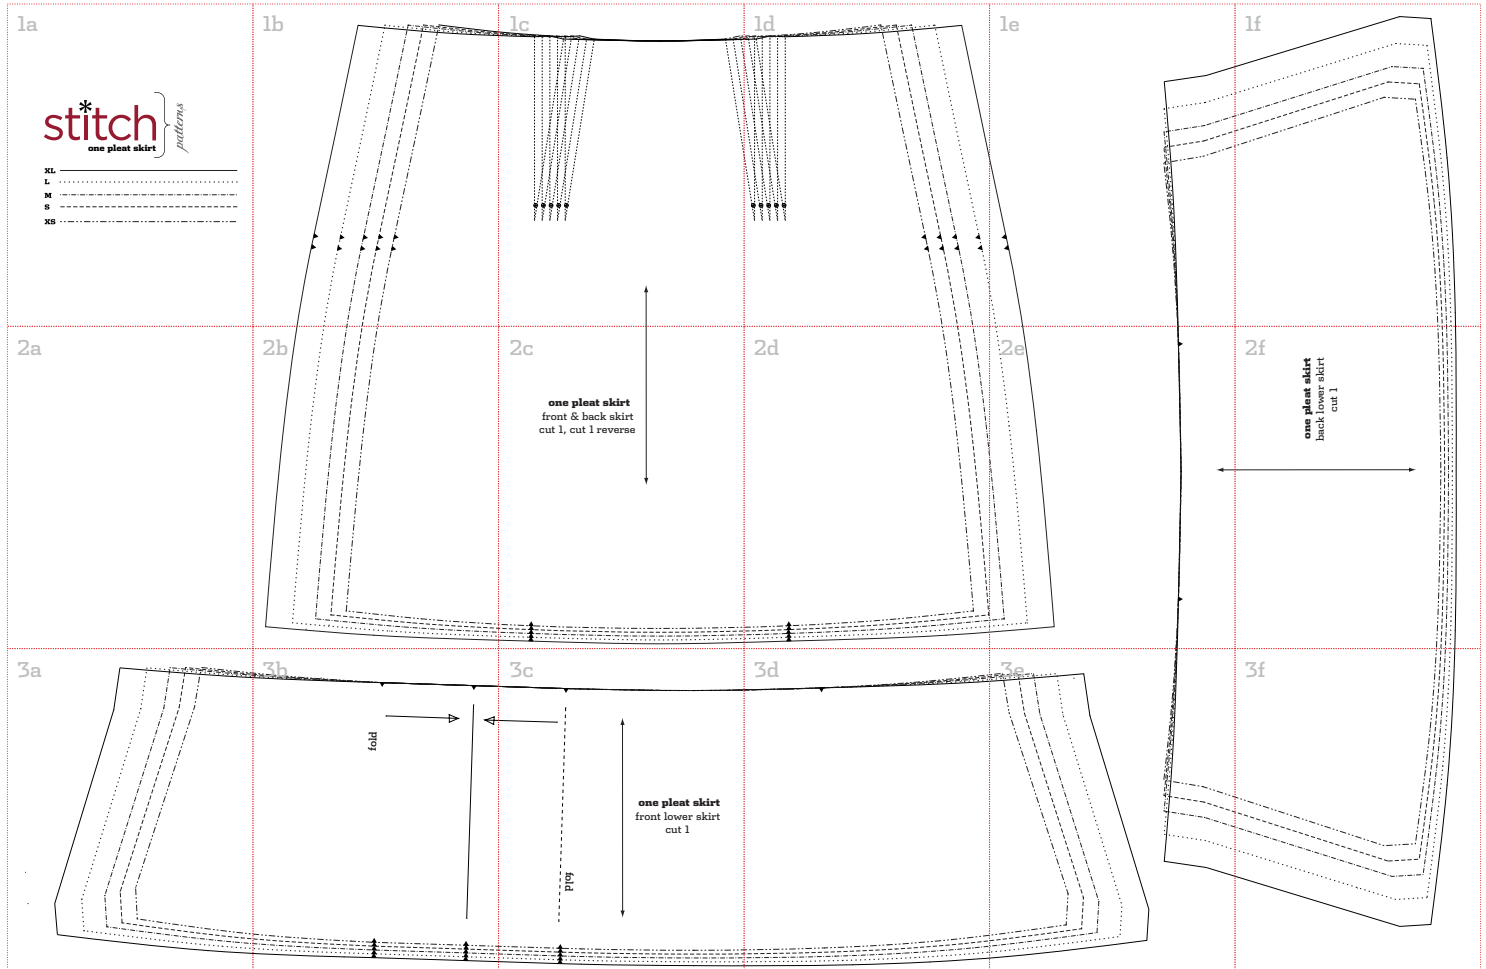 1a
1b
1c
1d
1e
1f
stitch
patterns
one pleat skirt
XL
L
M
S
XS
2a
2b
2c
2d
2e
2f
one pleat skirt
front & back skirt
cut 1, cut 1 reverse
one pleat skirt
back lower skirt
cut 1
3a
3b
3c
3d
3e
3f
fold
fold
one pleat skirt
front lower skirt
cut 1